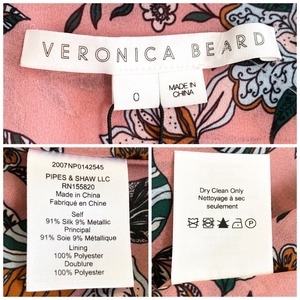 VERONICA BEARD
0
MADE IN
CHINA
2007NP0142545
PIPES & SHAW LLC
RN155820
Made in China
Fabriqué en Chine
Self
91% Silk 9% Metallic
Principal
91% Soie 9% Métallique
Lining
100% Polyester
Doublure
100% Polyester
Dry Clean Only
Nettoyage à sec
seulement